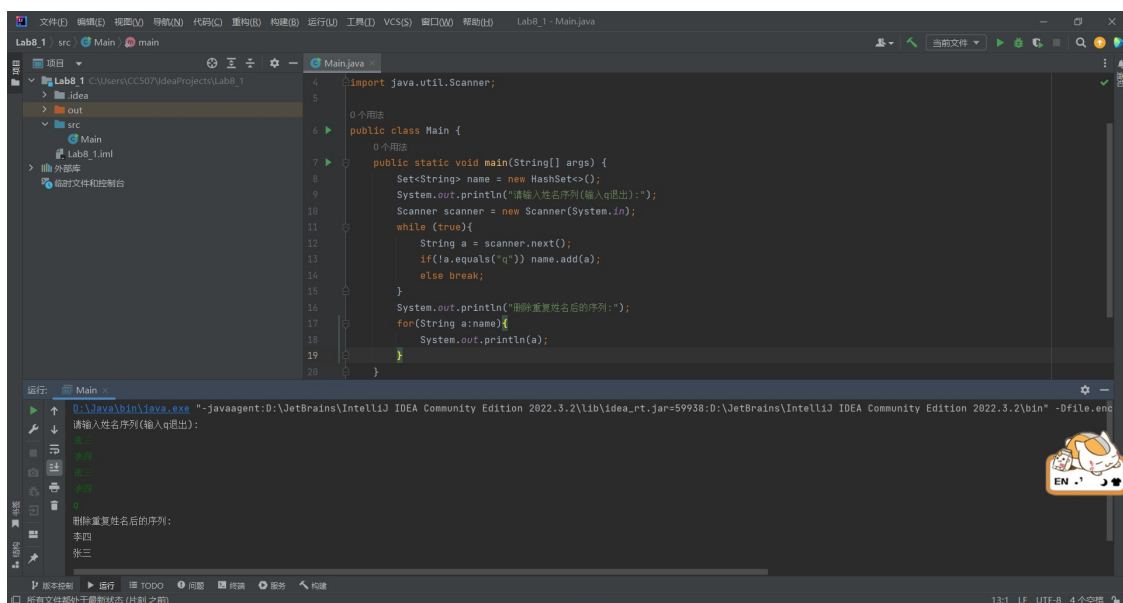 文件(F) 编辑(E) 视图(V) 导航(N) 代码(C) 重构(R) 构建(B) 运行(U) 工具(T) VCS(S) 窗口(W) 帮助(H) Lab8_1 - Main.java
Lab8_1 src Main main 当前文件
项目 Main.java
Lab8_1 C:\Users\CC507\IdeaProjects\Lab8_1
.idea
out
src
Main
Lab8_1.iml
外部库
临时文件和控制台
4 import java.util.Scanner;
5
0个用法
6 public class Main {
0个用法
7 public static void main(String[] args) {
8 Set<String> name = new HashSet<>();
9 System.out.println("请输入姓名序列(输入q退出):");
10 Scanner scanner = new Scanner(System.in);
11 while (true){
12 String a = scanner.next();
13 if(!a.equals("q")) name.add(a);
14 else break;
15 }
16 System.out.println("删除重复姓名后的序列:");
17 for(String a:name){
18 System.out.println(a);
19 }
20 }
运行: Main
D:\Java\bin\java.exe "-javaagent:D:\JetBrains\IntelliJ IDEA Community Edition 2022.3.2\lib\idea_rt.jar=59938:D:\JetBrains\IntelliJ IDEA Community Edition 2022.3.2\bin" -Dfile.enc
请输入姓名序列(输入q退出):
张三
李四
张三
李四
q
删除重复姓名后的序列:
李四
张三
EN
书签
结构
版本控制 运行 TODO 问题 终端 服务 构建
所有文件都处于最新状态 (片刻 之前) 13:1 LF UTF-8 4个空格